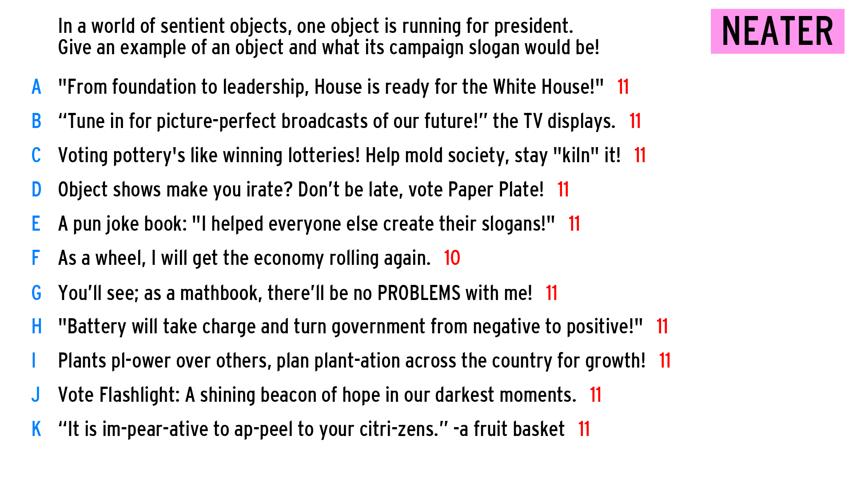 In a world of sentient objects, one object is running for president.
Give an example of an object and what its campaign slogan would be!
NEATER
A "From foundation to leadership, House is ready for the White House!" 11
B “Tune in for picture-perfect broadcasts of our future!” the TV displays. 11
C Voting pottery's like winning lotteries! Help mold society, stay "kiln" it! 11
D Object shows make you irate? Don’t be late, vote Paper Plate! 11
E A pun joke book: "I helped everyone else create their slogans!" 11
F As a wheel, I will get the economy rolling again. 10
G You’ll see; as a mathbook, there’ll be no PROBLEMS with me! 11
H "Battery will take charge and turn government from negative to positive!" 11
I Plants pl-ower over others, plan plant-ation across the country for growth! 11
J Vote Flashlight: A shining beacon of hope in our darkest moments. 11
K “It is im-pear-ative to ap-peel to your citri-zens.” -a fruit basket 11